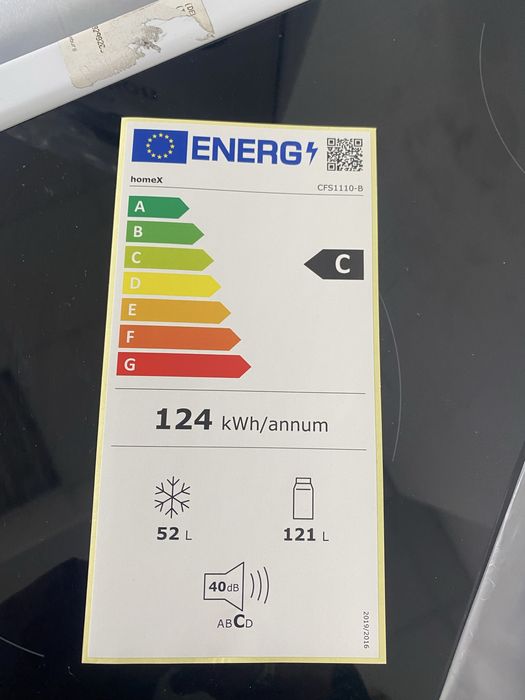 ENERG
homeX
CFS1110-B
A
B
C
D
E
F
G
C
124 kWh/annum
52 L
121 L
40dB
ABCD
2019/2016